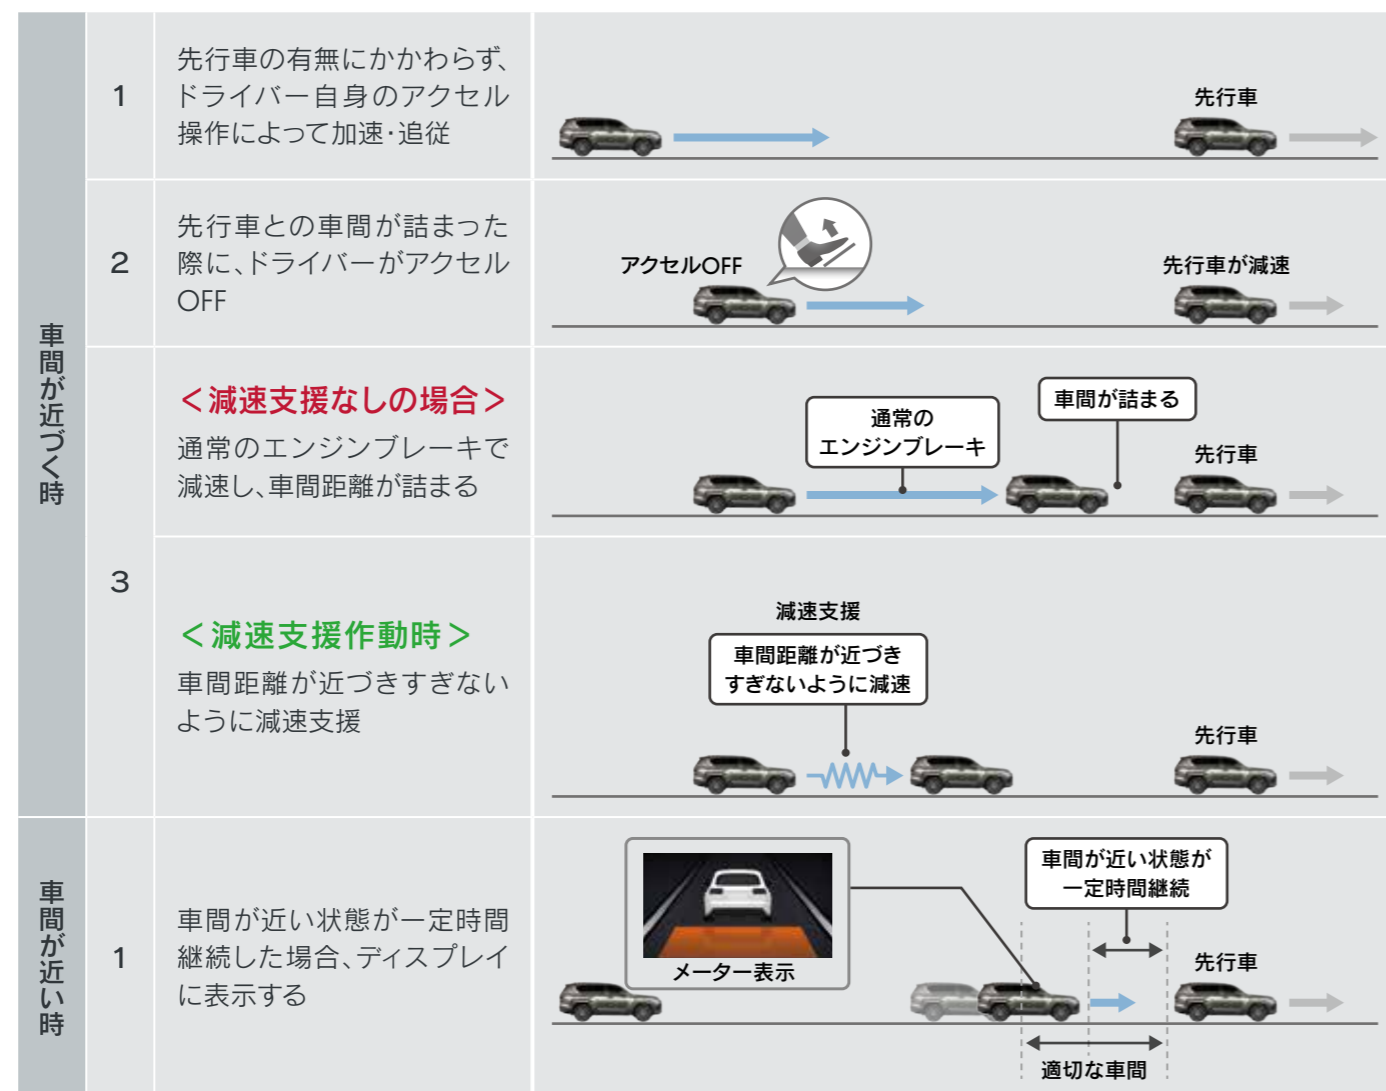 車間が近づく時
1
先行車の有無にかかわらず、
ドライバー自身のアクセル
操作によって加速・追従
先行車
2
先行車との車間が詰まった
際に、ドライバーがアクセル
OFF
アクセルOFF
先行車が減速
3
＜減速支援なしの場合＞
通常のエンジンブレーキで
減速し、車間距離が詰まる
通常の
エンジンブレーキ
車間が詰まる
先行車
＜減速支援作動時＞
車間距離が近づきすぎない
ように減速支援
減速支援
車間距離が近づき
すぎないように減速
先行車
車間が近い時
1
車間が近い状態が一定時間
継続した場合、ディスプレイ
に表示する
メーター表示
車間が近い状態が
一定時間継続
先行車
適切な車間